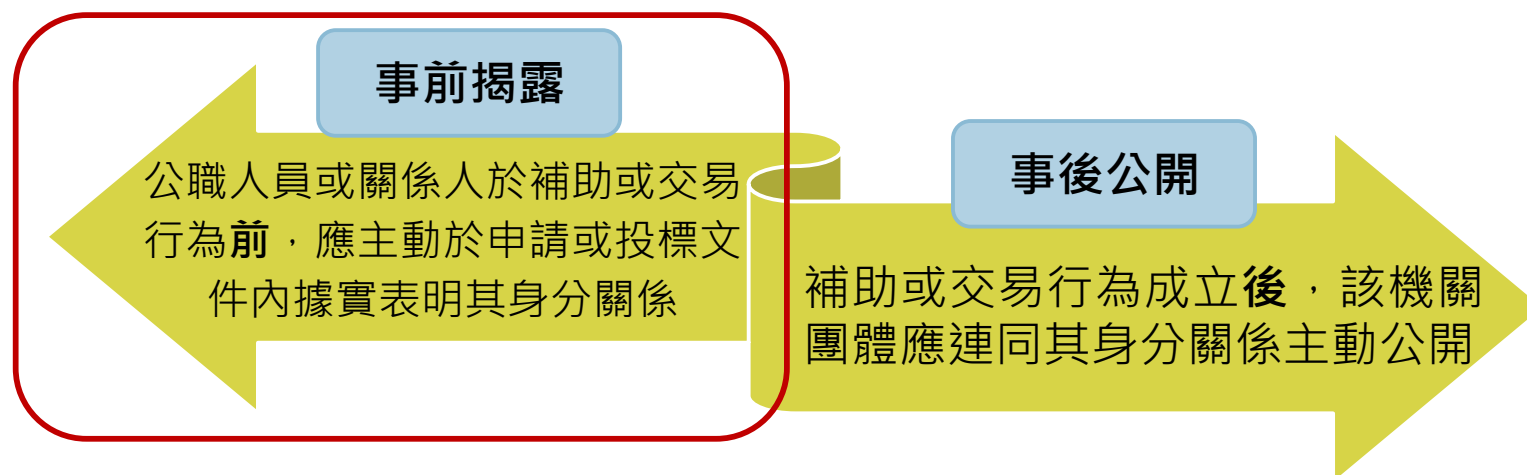 事前揭露
公職人員或關係人於補助或交易
行為前，應主動於申請或投標文
件內據實表明其身分關係
事後公開
補助或交易行為成立後，該機關
團體應連同其身分關係主動公開